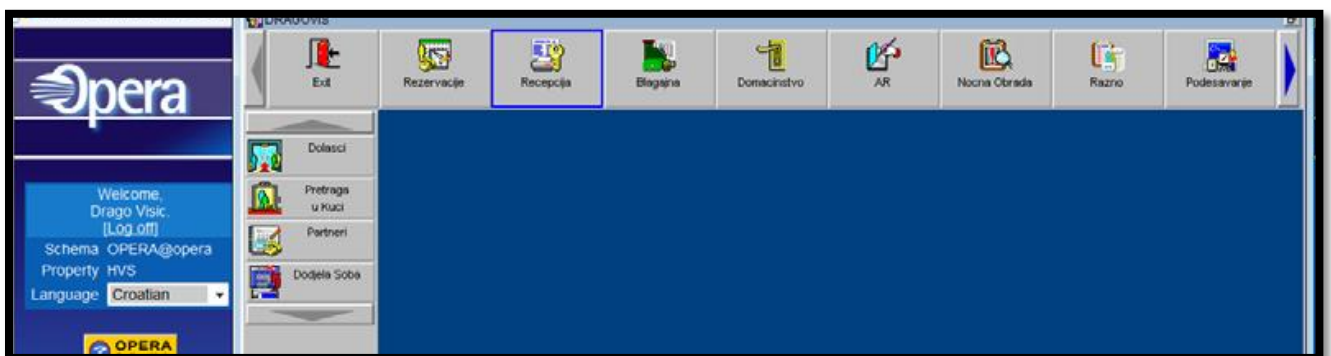 DRAGOVIS
Opera
Exit
Rezervacije
Recepcija
Blagajna
Domacinstvo
AR
Nocna Obrada
Razno
Podesavanje
Dolasci
Pretraga
u Kuci
Partneri
Dodjela Soba
Welcome,
Drago Visic.
[Log off]
Schema OPERA@opera
Property HVS
Language Croatian
OPERA